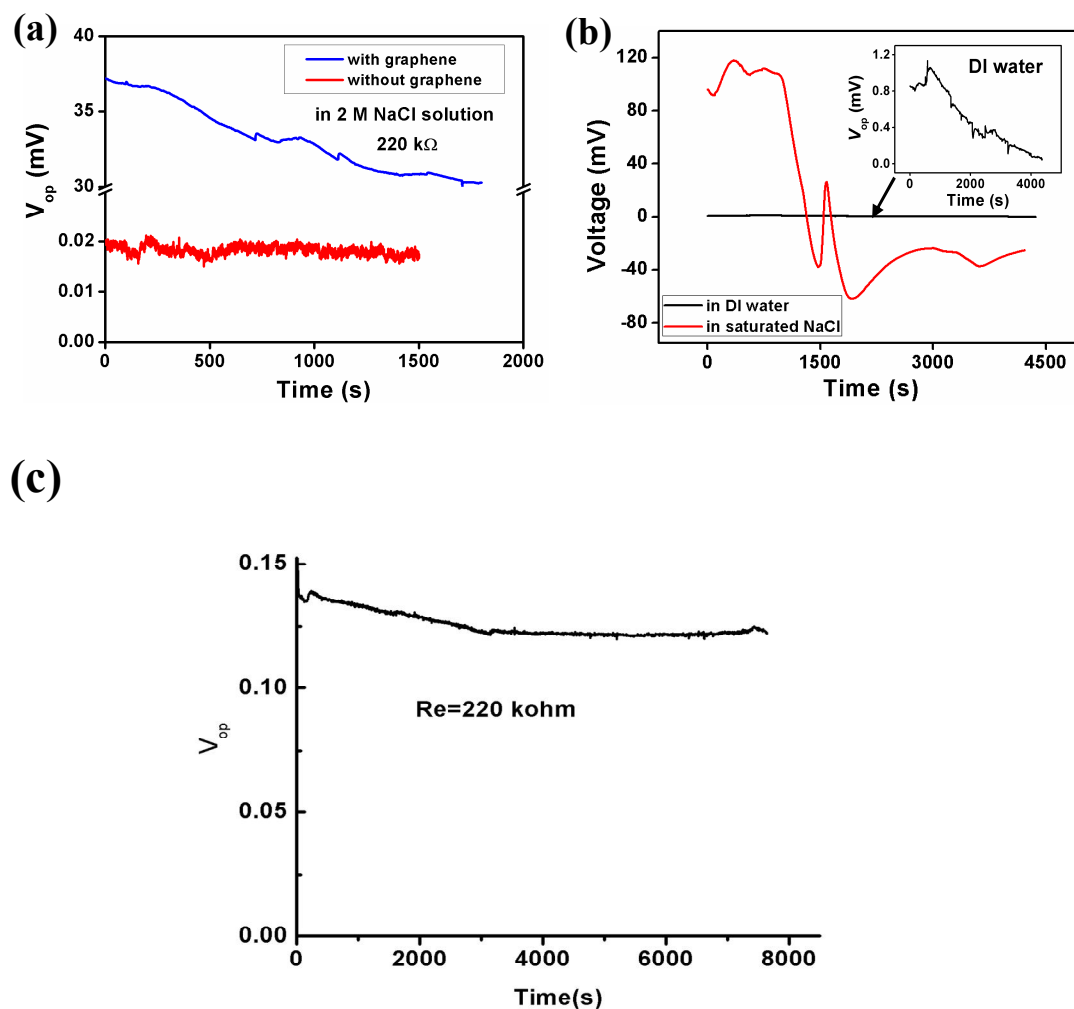 (a)
with graphene
without graphene
in 2 M NaCl solution
220 kΩ
V_op (mV)
40
35
30
0.02
0.01
0.00
0 500 1000 1500 2000
Time (s)
(b)
in DI water
in saturated NaCl
Voltage (mV)
120
80
40
0
-40
-80
0 1500 3000 4500
Time (s)
DI water
V_op (mV)
1.2
0.8
0.4
0.0
0 2000 4000
Time (s)
(c)
Re=220 kohm
V_op
0.15
0.10
0.05
0.00
0 2000 4000 6000 8000
Time(s)